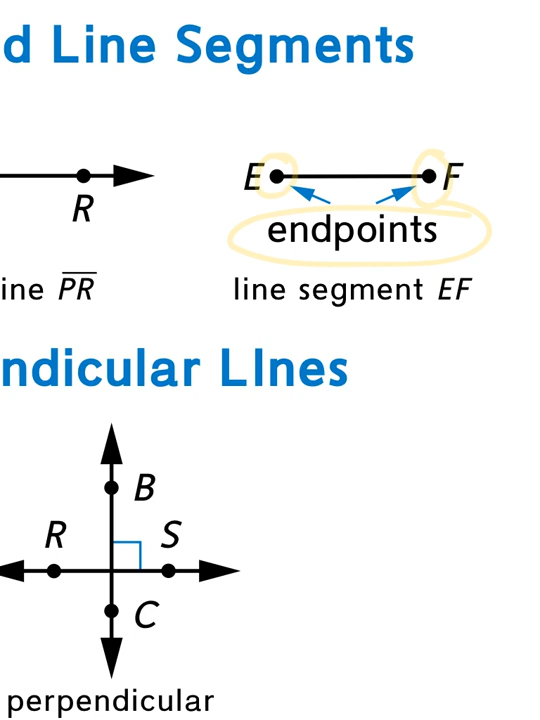 d Line Segments
E F
R
endpoints
ine PR line segment EF
ndicular LInes
B
R S
C
perpendicular